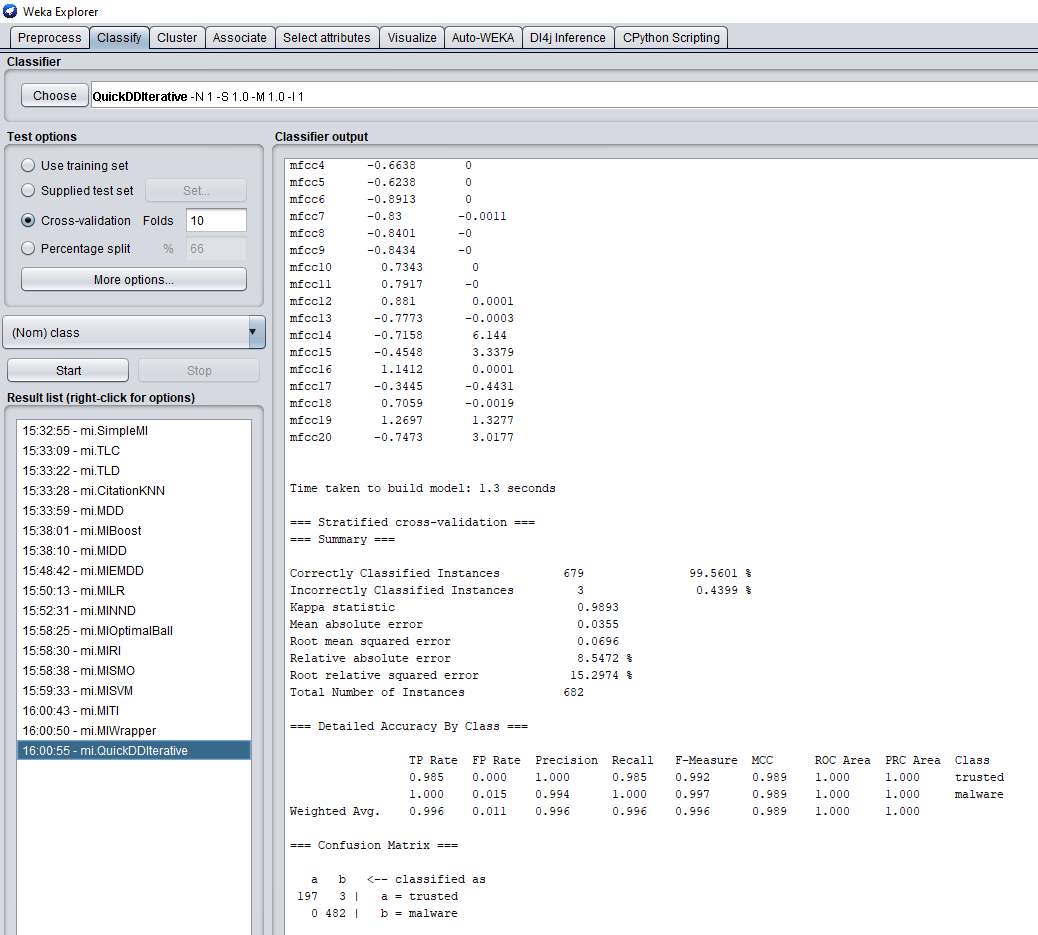 Weka Explorer
Preprocess Classify Cluster Associate Select attributes Visualize Auto-WEKA Dl4j Inference CPython Scripting
Classifier
Choose QuickDDIterative -N 1 -S 1.0 -M 1.0 -I 1
Test options
Use training set
Supplied test set Set...
Cross-validation Folds 10
Percentage split % 66
More options...
(Nom) class
Start Stop
Result list (right-click for options)
15:32:55 - mi.SimpleMI
15:33:09 - mi.TLC
15:33:22 - mi.TLD
15:33:28 - mi.CitationKNN
15:33:59 - mi.MDD
15:38:01 - mi.MIBoost
15:38:10 - mi.MIDD
15:48:42 - mi.MIEMDD
15:50:13 - mi.MILR
15:52:31 - mi.MINND
15:58:25 - mi.MIOptimalBall
15:58:30 - mi.MIRI
15:58:38 - mi.MISMO
15:59:33 - mi.MISVM
16:00:43 - mi.MITI
16:00:50 - mi.MIWrapper
16:00:55 - mi.QuickDDIterative
Classifier output
mfcc4 -0.6638 0
mfcc5 -0.6238 0
mfcc6 -0.8913 0
mfcc7 -0.83 -0.0011
mfcc8 -0.8401 -0
mfcc9 -0.8434 -0
mfcc10 0.7343 0
mfcc11 0.7917 -0
mfcc12 0.881 0.0001
mfcc13 -0.7773 -0.0003
mfcc14 -0.7158 6.144
mfcc15 -0.4548 3.3379
mfcc16 1.1412 0.0001
mfcc17 -0.3445 -0.4431
mfcc18 0.7059 -0.0019
mfcc19 1.2697 1.3277
mfcc20 -0.7473 3.0177
Time taken to build model: 1.3 seconds
=== Stratified cross-validation ===
=== Summary ===
Correctly Classified Instances 679 99.5601 %
Incorrectly Classified Instances 3 0.4399 %
Kappa statistic 0.9893
Mean absolute error 0.0355
Root mean squared error 0.0696
Relative absolute error 8.5472 %
Root relative squared error 15.2974 %
Total Number of Instances 682
=== Detailed Accuracy By Class ===
TP Rate FP Rate Precision Recall F-Measure MCC ROC Area PRC Area Class
0.985 0.000 1.000 0.985 0.992 0.989 1.000 1.000 trusted
1.000 0.015 0.994 1.000 0.997 0.989 1.000 1.000 malware
Weighted Avg. 0.996 0.011 0.996 0.996 0.996 0.989 1.000 1.000
=== Confusion Matrix ===
a b <-- classified as
197 3 | a = trusted
0 482 | b = malware